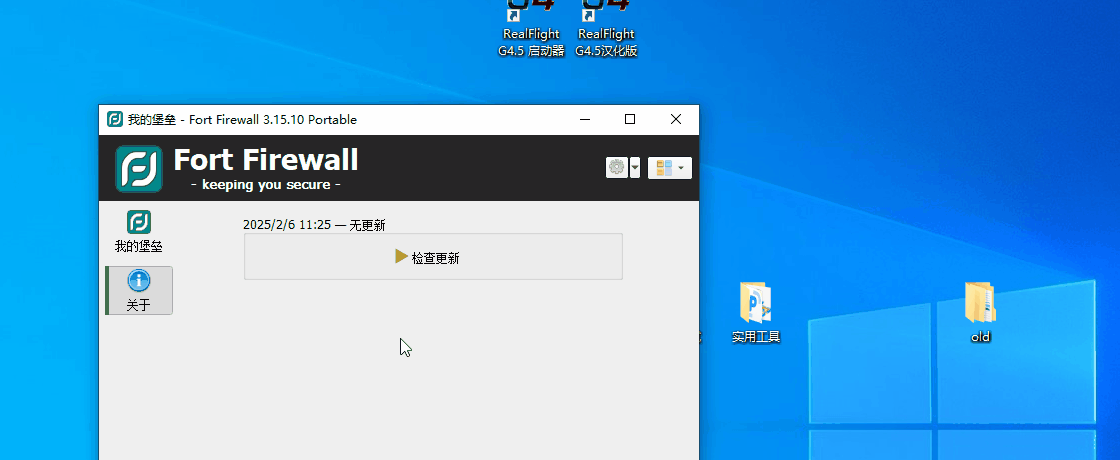 RealFlight
G4.5 启动器
RealFlight
G4.5汉化版
我的堡垒 - Fort Firewall 3.15.10 Portable
Fort Firewall
- keeping you secure -
我的堡垒
2025/2/6 11:25 — 无更新
检查更新
关于
实用工具
old